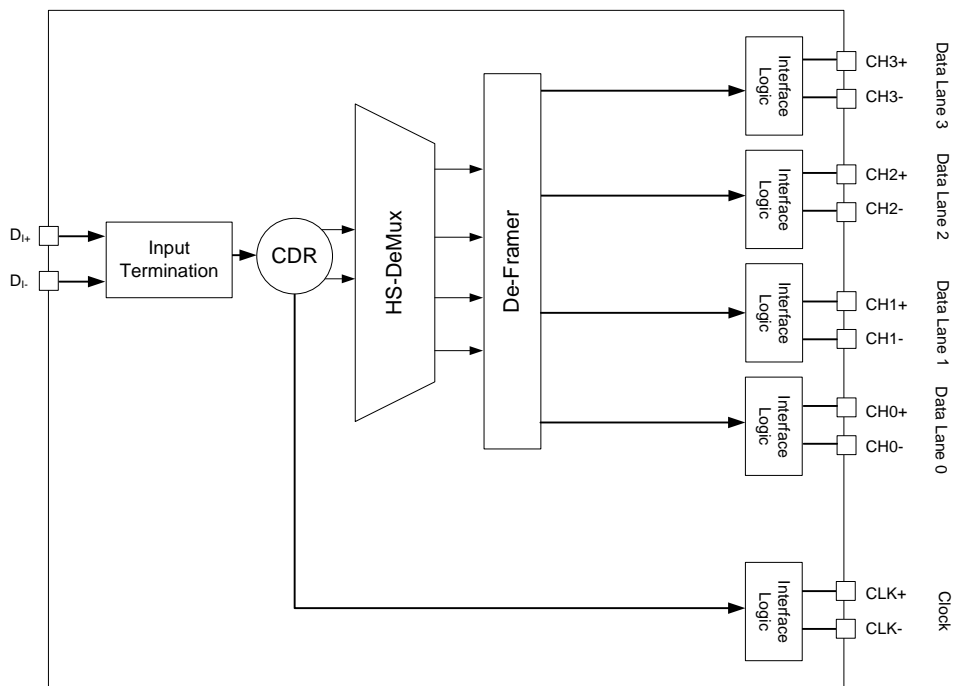 Interface
Logic
CH3+
CH3-
Data Lane 3
Interface
Logic
CH2+
CH2-
Data Lane 2
DI+
DI-
Input
Termination
CDR
HS-DeMux
De-Framer
Interface
Logic
CH1+
CH1-
Data Lane 1
Interface
Logic
CH0+
CH0-
Data Lane 0
Interface
Logic
CLK+
CLK-
Clock